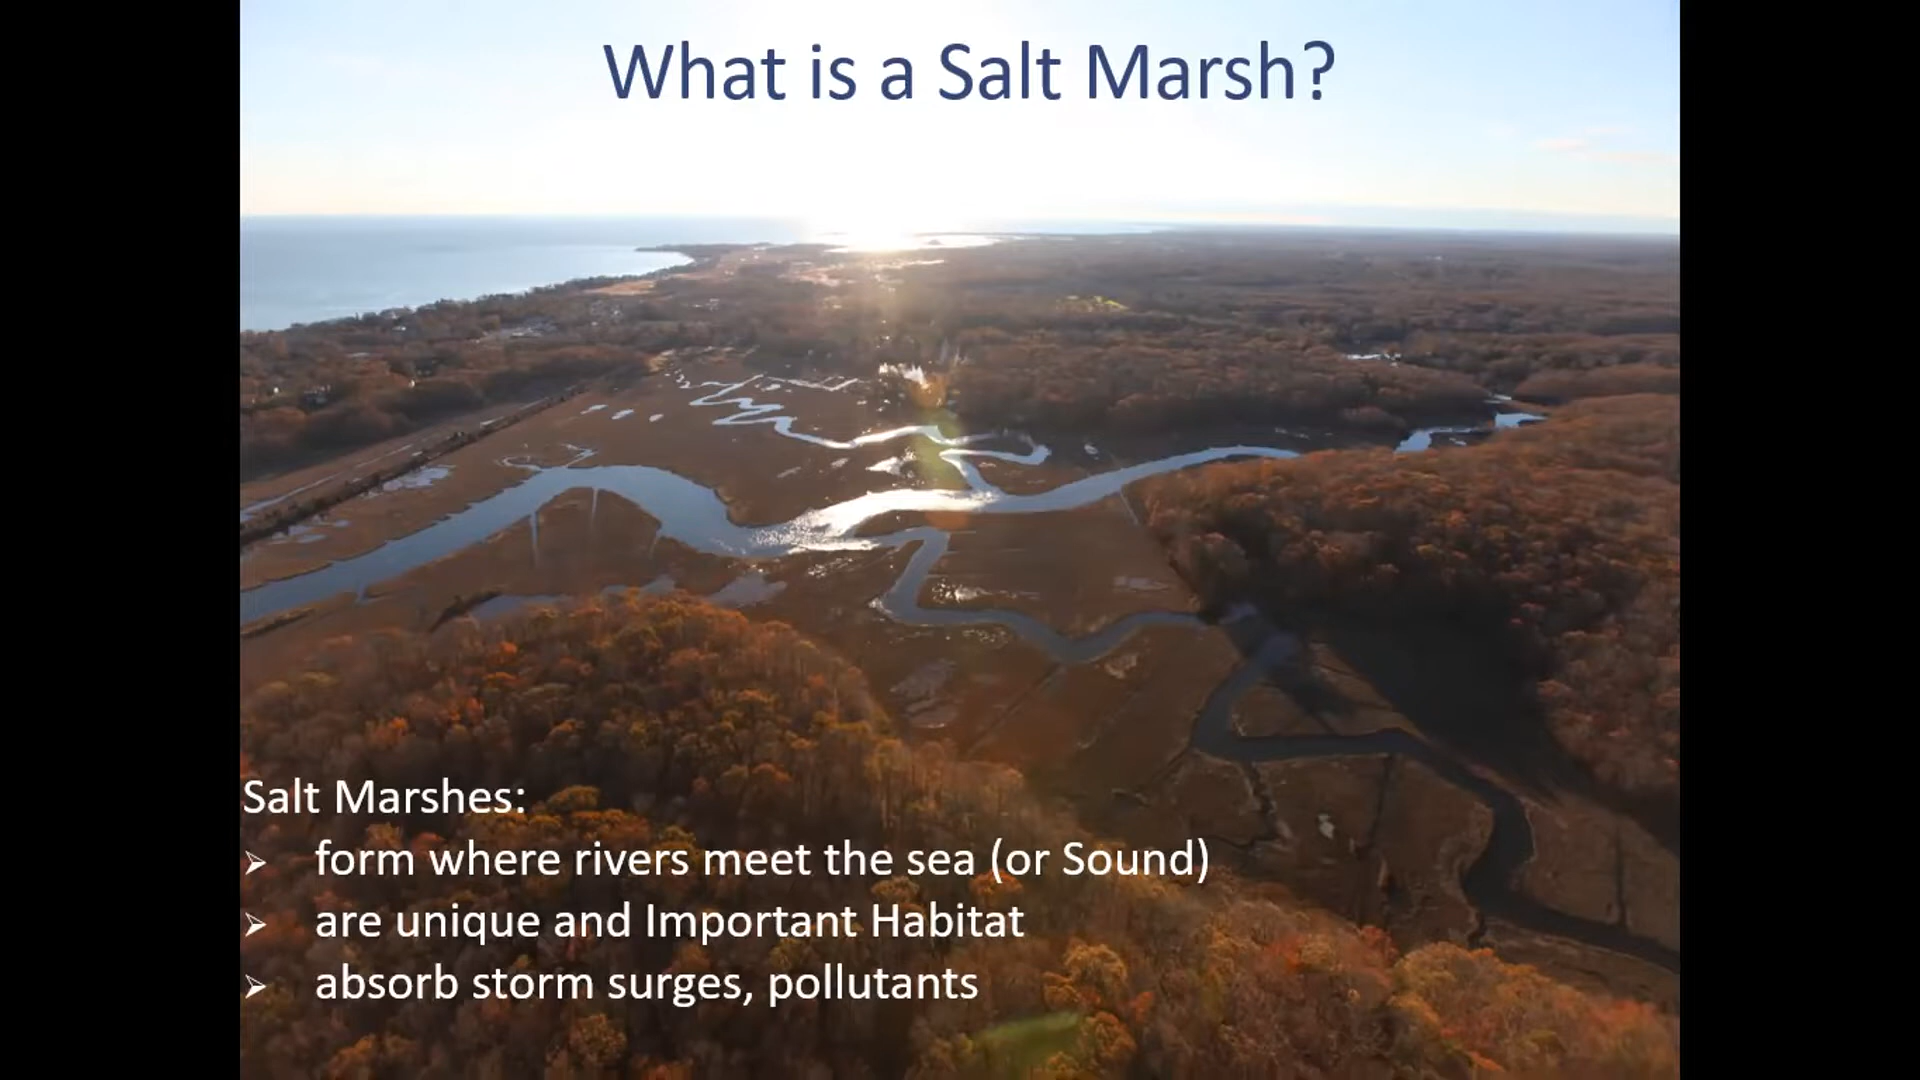 What is a Salt Marsh?
Salt Marshes:
➢ form where rivers meet the sea (or Sound)
➢ are unique and Important Habitat
➢ absorb storm surges, pollutants